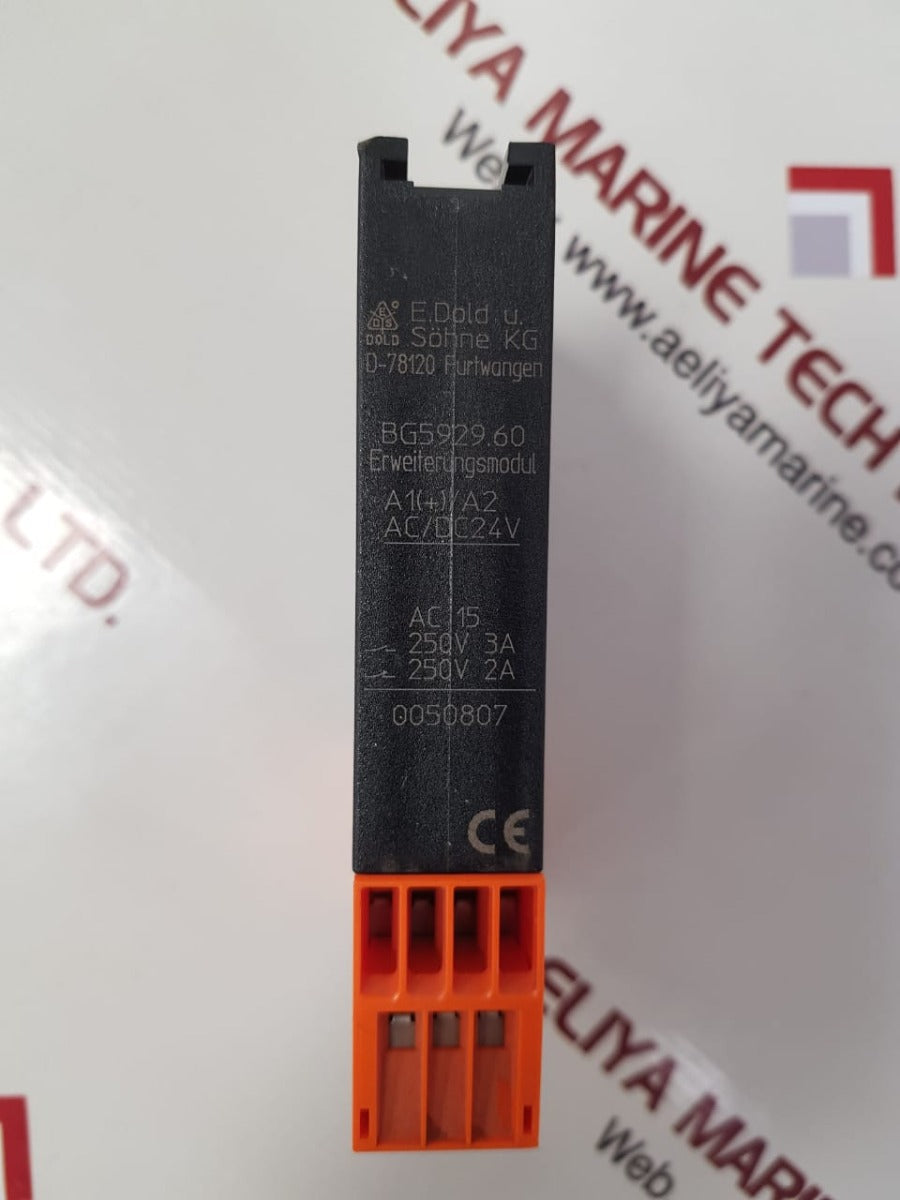 ELIYA MARINE TECH
Web
www.aeliyamarine.co
LTD.
E
D S
DOLD
E.Dold u.
Söhne KG
D-78120 Furtwangen
BG5929.60
Erweiterungsmodul
A1(+)/A2
AC/DC24V
AC 15
250V 3A
250V 2A
0050807
CE
ELIYA MARI
Web